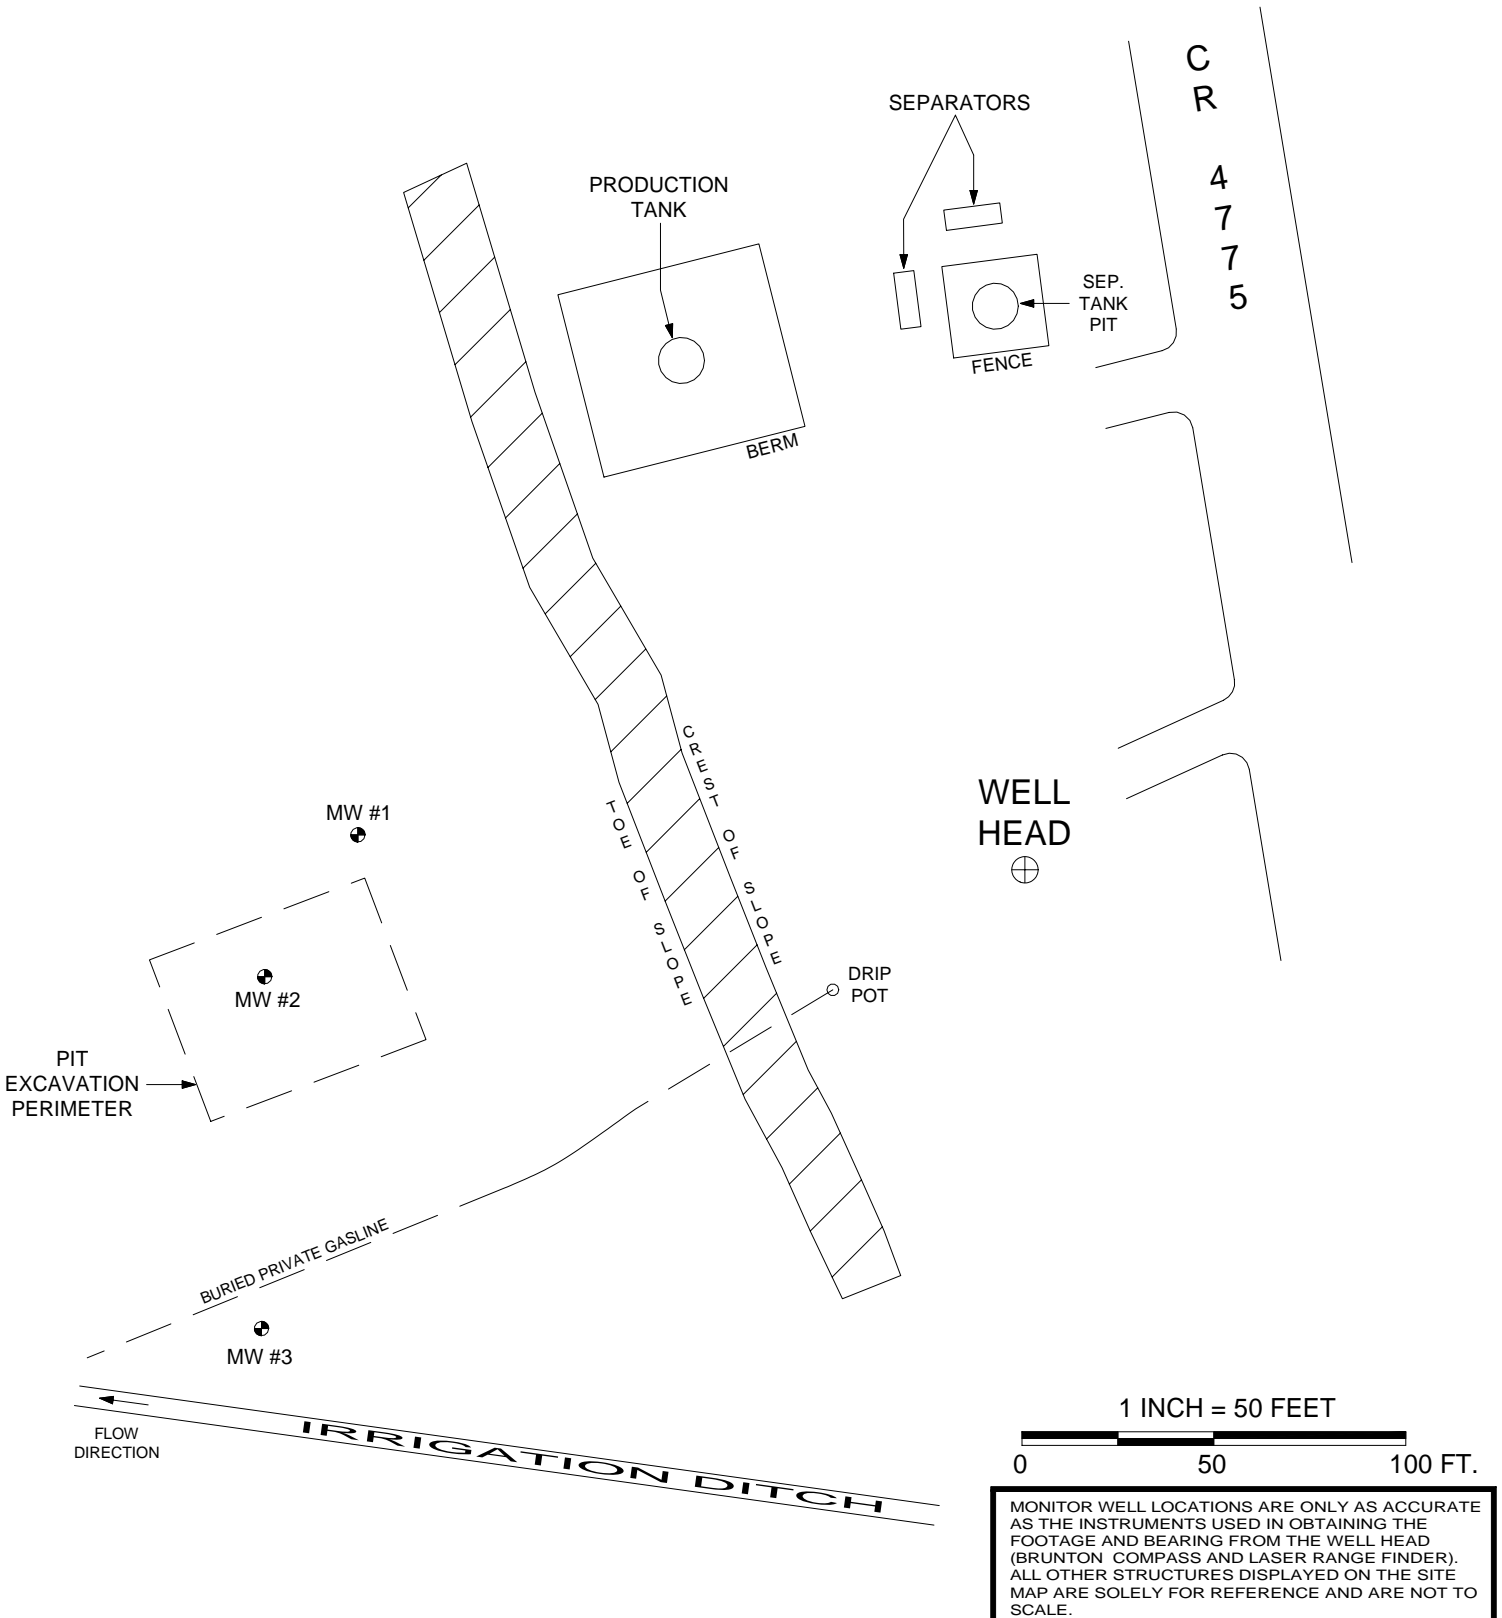 C
R
4
7
7
5
SEPARATORS
PRODUCTION
TANK
SEP.
TANK
PIT
FENCE
BERM
CREST OF SLOPE
TOE OF SLOPE
WELL
HEAD
MW #1
MW #2
DRIP
POT
PIT
EXCAVATION
PERIMETER
BURIED PRIVATE GASLINE
MW #3
FLOW
DIRECTION
IRRIGATION DITCH
1 INCH = 50 FEET
0 50 100 FT.
MONITOR WELL LOCATIONS ARE ONLY AS ACCURATE
AS THE INSTRUMENTS USED IN OBTAINING THE
FOOTAGE AND BEARING FROM THE WELL HEAD
(BRUNTON COMPASS AND LASER RANGE FINDER).
ALL OTHER STRUCTURES DISPLAYED ON THE SITE
MAP ARE SOLELY FOR REFERENCE AND ARE NOT TO
SCALE.